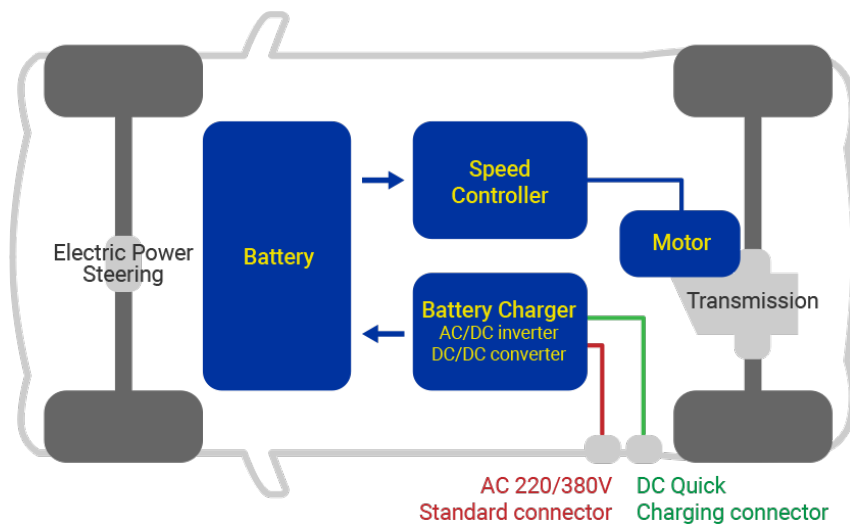 Electric Power
Steering
Battery
Speed
Controller
Battery Charger
AC/DC inverter
DC/DC converter
Motor
Transmission
AC 220/380V
Standard connector
DC Quick
Charging connector